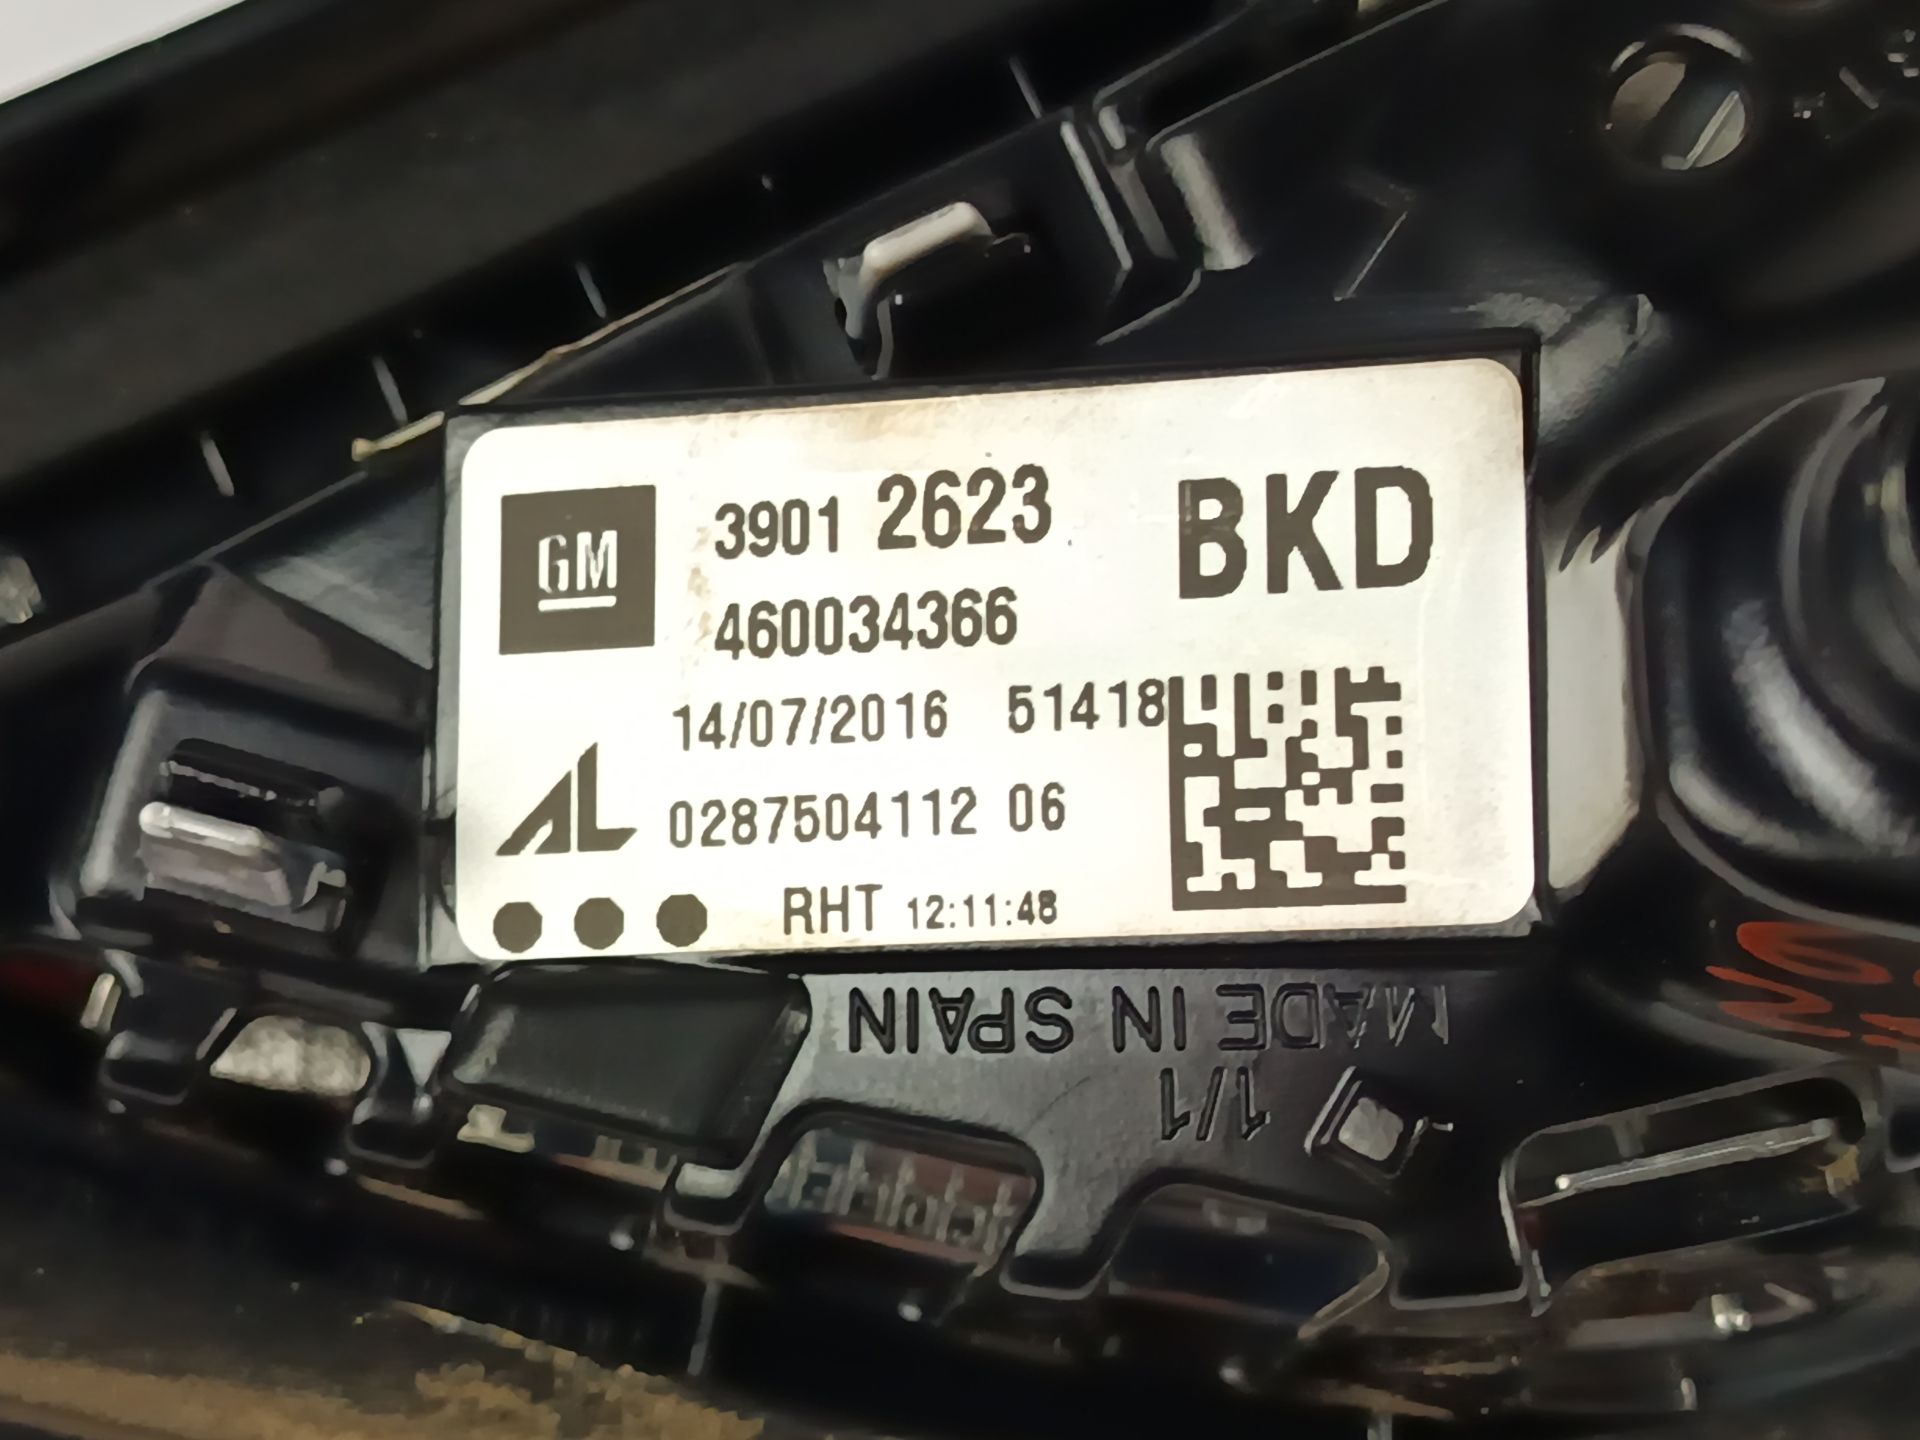 GM
3901 2623 BKD
460034366
14/07/2016 51418
AL 0287504112 06
RHT 12:11:48
MADE IN SPAIN
1/1